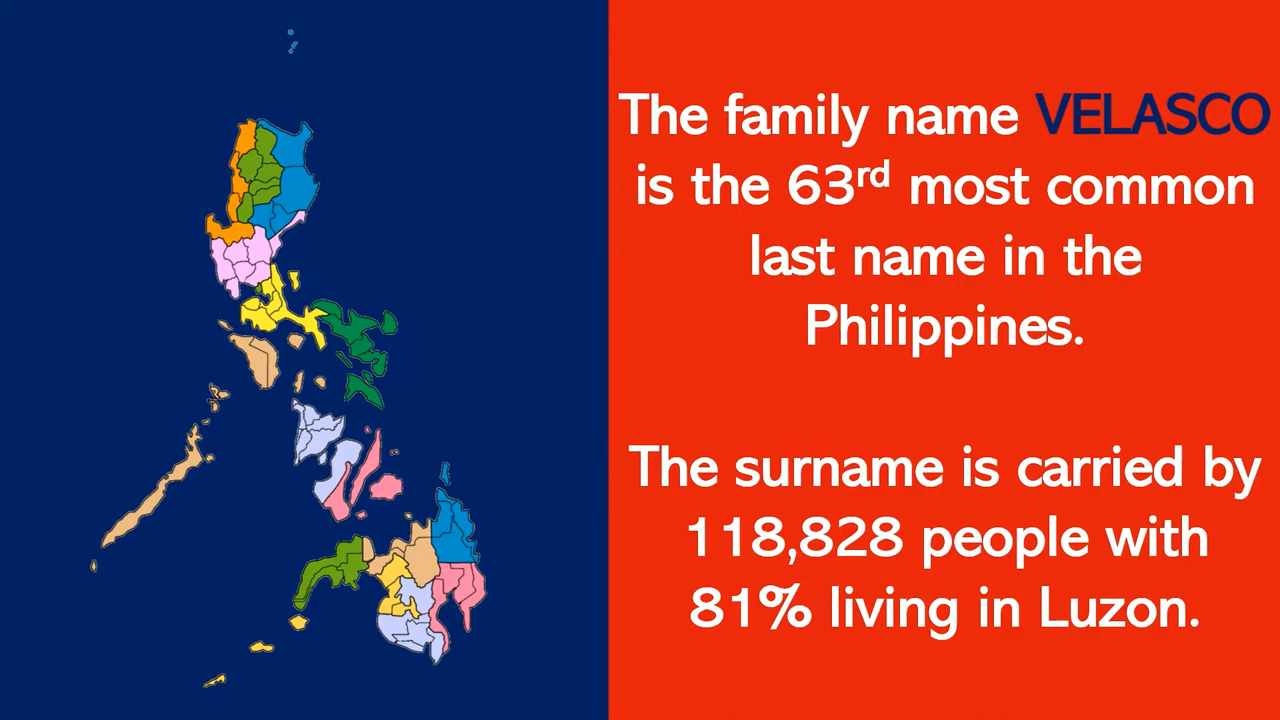 The family name VELASCO
is the 63rd most common
last name in the
Philippines.
The surname is carried by
118,828 people with
81% living in Luzon.